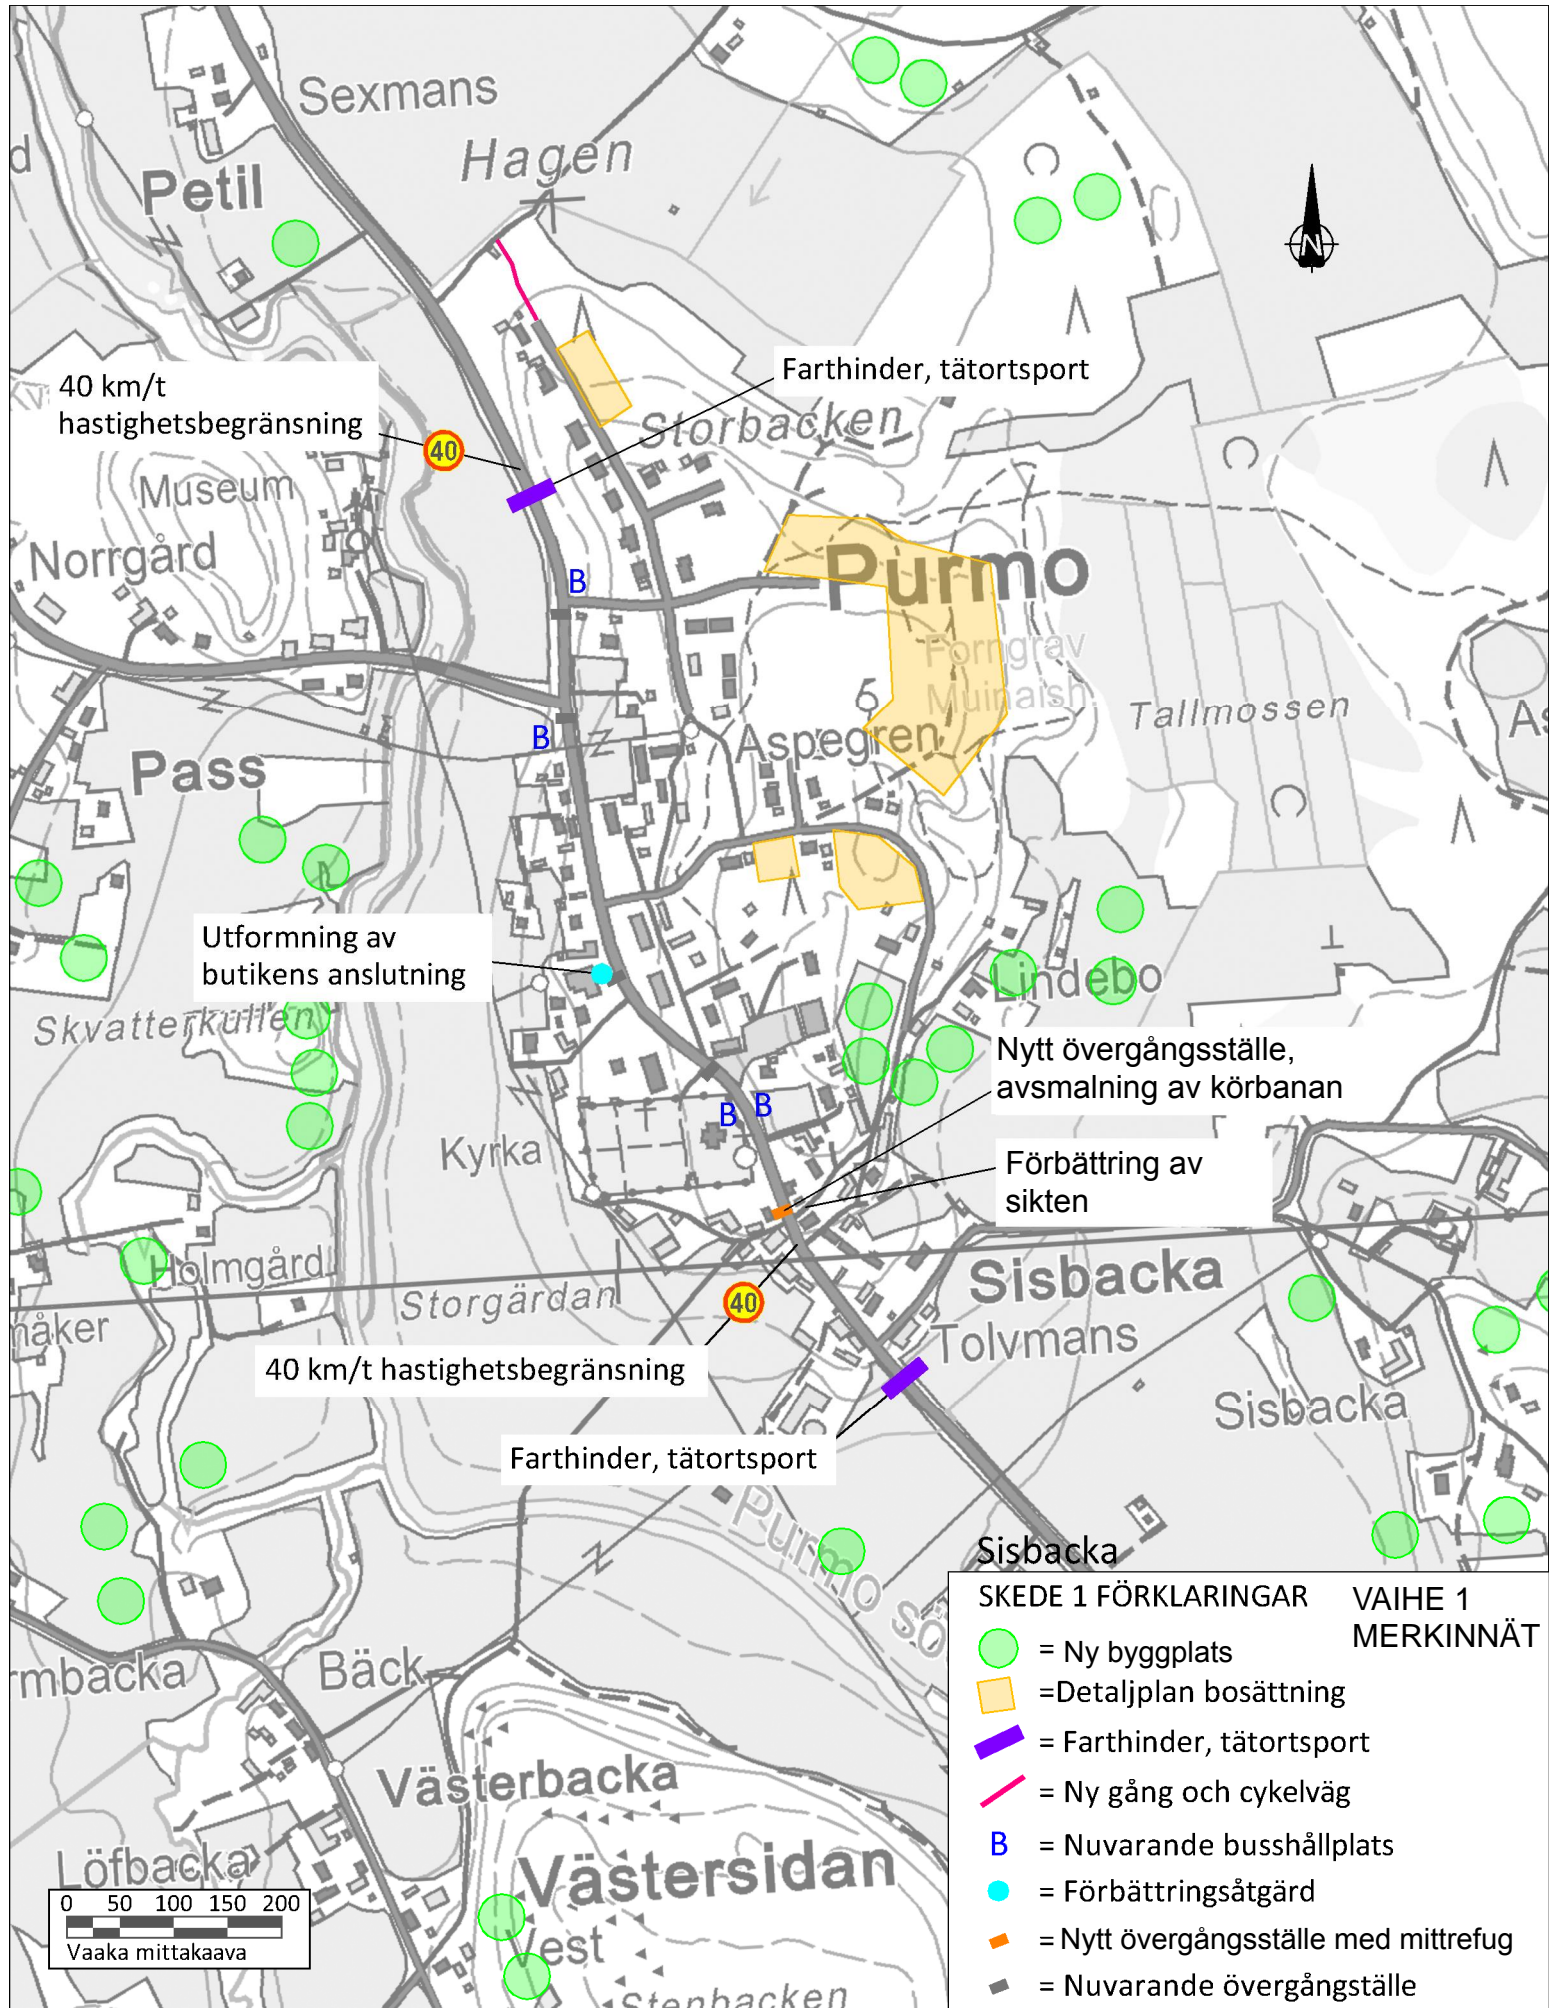 Sexmans
Hagen
d
Petil
N
40 km/t
hastighetsbegränsning
40
Farthinder, tätortsport
Storbacken
Museum
Norrgård
B
Purmo
Forngrav
Muinaish.
Tallmossen
As
B
Aspegren
Pass
Utformning av
butikens anslutning
Lindebo
Skvatterkullen
Nytt övergångsställe,
avsmalning av körbanan
B B
Kyrka
Förbättring av
sikten
Holmgård
Storgärdan
40
Sisbacka
måker
Tolvmans
40 km/t hastighetsbegränsning
Sisbacka
Farthinder, tätortsport
Purmo
Sisbacka
SKEDE 1 FÖRKLARINGAR
VAIHE 1
MERKINNÄT
= Ny byggplats
=Detaljplan bosättning
= Farthinder, tätortsport
= Ny gång och cykelväg
B = Nuvarande busshållplats
= Förbättringsåtgärd
= Nytt övergångsställe med mittrefug
= Nuvarande övergångställe
rmbacka
Bäck
Västerbacka
Västersidan
Löfbacka
Vest
Stenbacken
0 50 100 150 200
Vaaka mittakaava